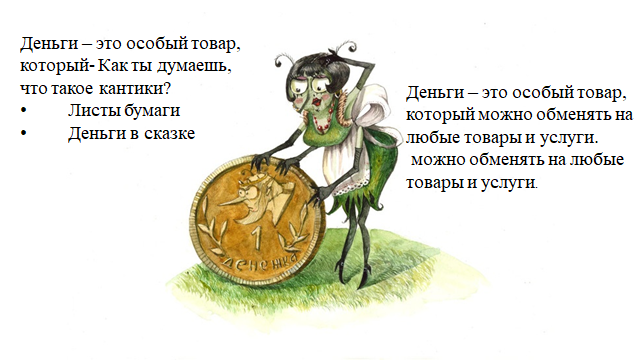 Деньги – это особый товар,
который- Как ты думаешь,
что такое кантики?
• Листы бумаги
• Деньги в сказке
Деньги – это особый товар,
который можно обменять на
любые товары и услуги.
можно обменять на любые
товары и услуги.
1
денежка